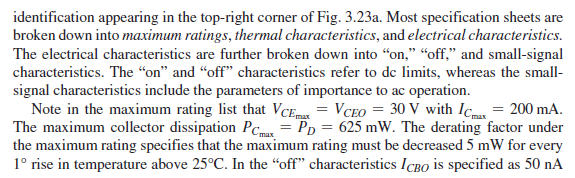 identification appearing in the top-right corner of Fig. 3.23a. Most specification sheets are
broken down into maximum ratings, thermal characteristics, and electrical characteristics.
The electrical characteristics are further broken down into “on,” “off,” and small-signal
characteristics. The “on” and “off” characteristics refer to dc limits, whereas the small-
signal characteristics include the parameters of importance to ac operation.
Note in the maximum rating list that VCEmax = VCEO = 30 V with ICmax = 200 mA.
The maximum collector dissipation PCmax = PD = 625 mW. The derating factor under
the maximum rating specifies that the maximum rating must be decreased 5 mW for every
1° rise in temperature above 25°C. In the “off” characteristics ICBO is specified as 50 nA